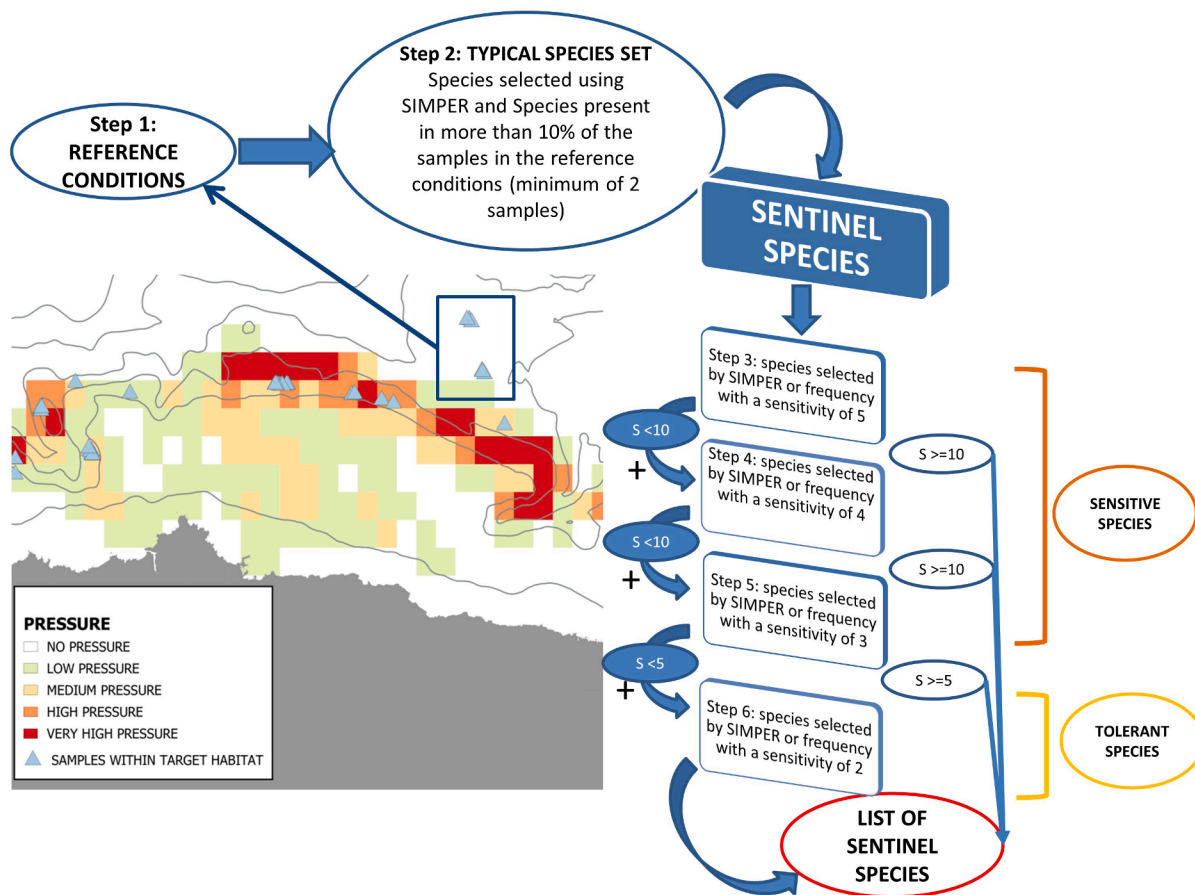 Step 1:
REFERENCE
CONDITIONS
Step 2: TYPICAL SPECIES SET
Species selected using
SIMPER and Species present
in more than 10% of the
samples in the reference
conditions (minimum of 2
samples)
SENTINEL
SPECIES
Step 3: species selected
by SIMPER or frequency
with a sensitivity of 5
S <10
+
S >=10
Step 4: species selected
by SIMPER or frequency
with a sensitivity of 4
S <10
+
S >=10
Step 5: species selected
by SIMPER or frequency
with a sensitivity of 3
S <5
+
S >=5
Step 6: species selected
by SIMPER or frequency
with a sensitivity of 2
SENSITIVE
SPECIES
TOLERANT
SPECIES
LIST OF
SENTINEL
SPECIES
PRESSURE
NO PRESSURE
LOW PRESSURE
MEDIUM PRESSURE
HIGH PRESSURE
VERY HIGH PRESSURE
SAMPLES WITHIN TARGET HABITAT